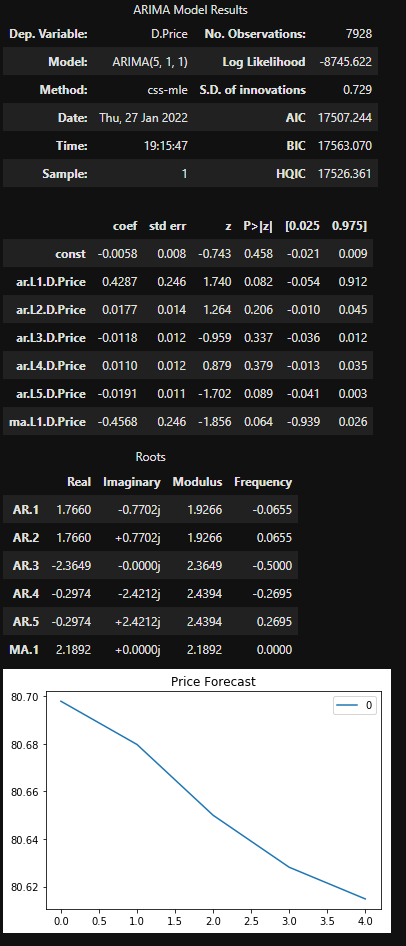 ARIMA Model Results
Dep. Variable: D.Price No. Observations: 7928
Model: ARIMA(5, 1, 1) Log Likelihood -8745.622
Method: css-mle S.D. of innovations 0.729
Date: Thu, 27 Jan 2022 AIC 17507.244
Time: 19:15:47 BIC 17563.070
Sample: 1 HQIC 17526.361
coef std err z P>|z| [0.025 0.975]
const -0.0058 0.008 -0.743 0.458 -0.021 0.009
ar.L1.D.Price 0.4287 0.246 1.740 0.082 -0.054 0.912
ar.L2.D.Price 0.0177 0.014 1.264 0.206 -0.010 0.045
ar.L3.D.Price -0.0118 0.012 -0.959 0.337 -0.036 0.012
ar.L4.D.Price 0.0110 0.012 0.879 0.379 -0.013 0.035
ar.L5.D.Price -0.0191 0.011 -1.702 0.089 -0.041 0.003
ma.L1.D.Price -0.4568 0.246 -1.856 0.064 -0.939 0.026
Roots
Real Imaginary Modulus Frequency
AR.1 1.7660 -0.7702j 1.9266 -0.0655
AR.2 1.7660 +0.7702j 1.9266 0.0655
AR.3 -2.3649 -0.0000j 2.3649 -0.5000
AR.4 -0.2974 -2.4212j 2.4394 -0.2695
AR.5 -0.2974 +2.4212j 2.4394 0.2695
MA.1 2.1892 +0.0000j 2.1892 0.0000
Price Forecast
0
80.70
80.68
80.66
80.64
80.62
0.0 0.5 1.0 1.5 2.0 2.5 3.0 3.5 4.0